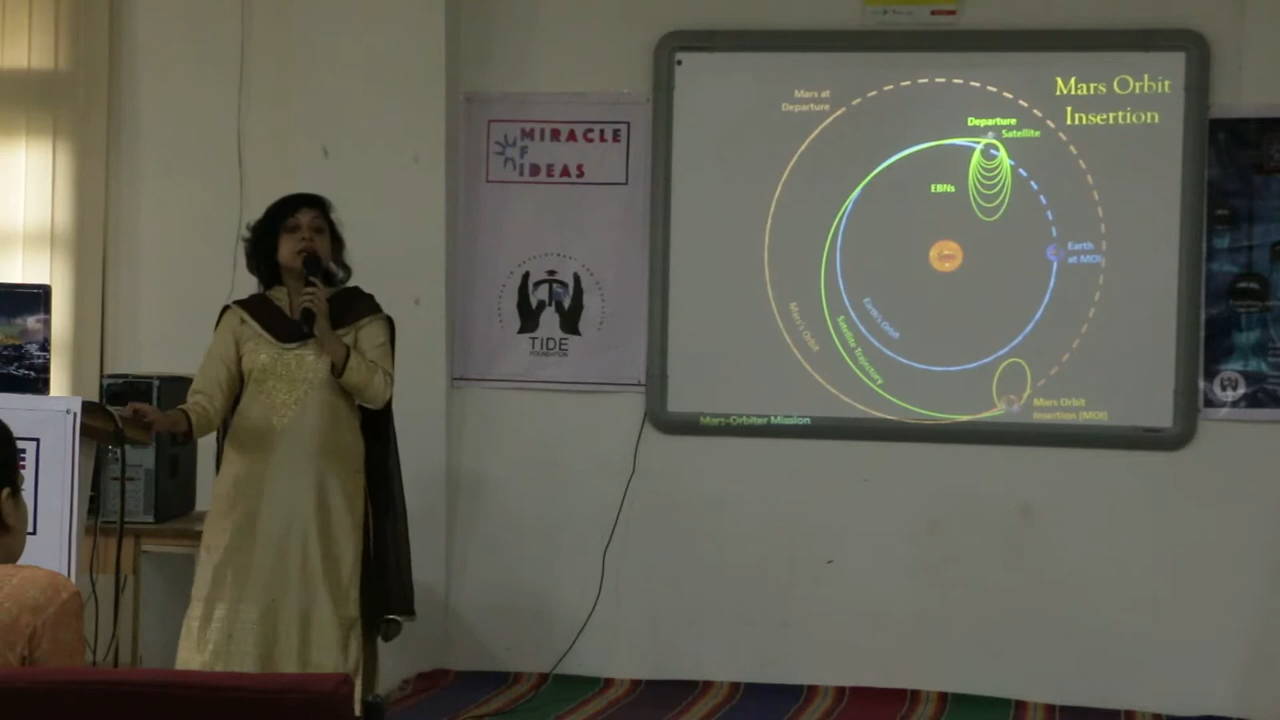 MIRACLE
OF
IDEAS
TIDE
FOUNDATION
Mars Orbit
Insertion
Mars at
Departure
Departure
Satellite
EBNs
Earth
at MOI
Earth's Orbit
Satellite Trajectory
Mars's Orbit
Mars Orbit
Insertion (MOI)
Mars-Orbiter Mission